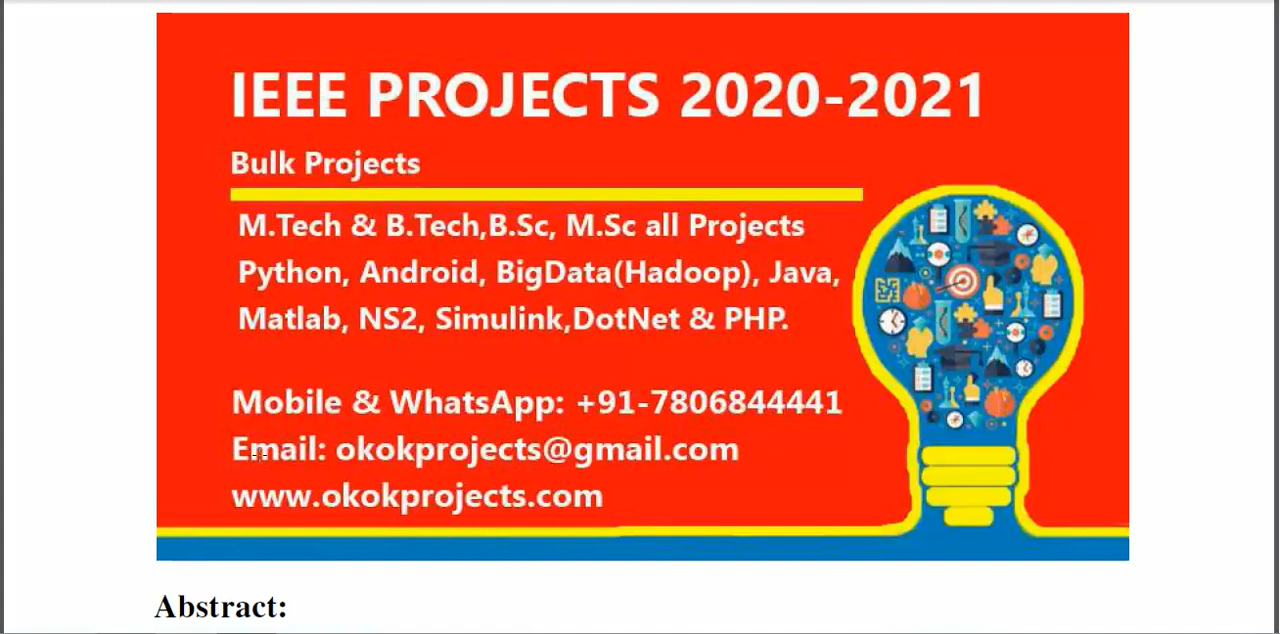 IEEE PROJECTS 2020-2021
Bulk Projects
M.Tech & B.Tech,B.Sc, M.Sc all Projects
Python, Android, BigData(Hadoop), Java,
Matlab, NS2, Simulink,DotNet & PHP.
Mobile & WhatsApp: +91-7806844441
Email: okokprojects@gmail.com
www.okokprojects.com
Abstract: